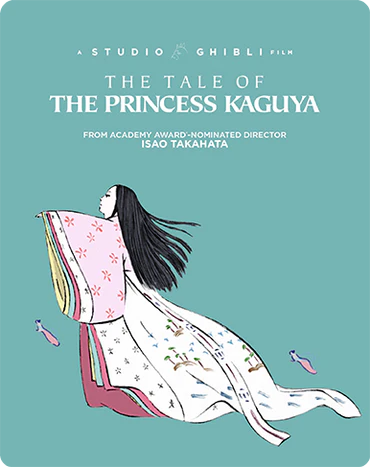 A STUDIO GHIBLI FILM
THE TALE OF
THE PRINCESS KAGUYA
FROM ACADEMY AWARD®-NOMINATED DIRECTOR
ISAO TAKAHATA